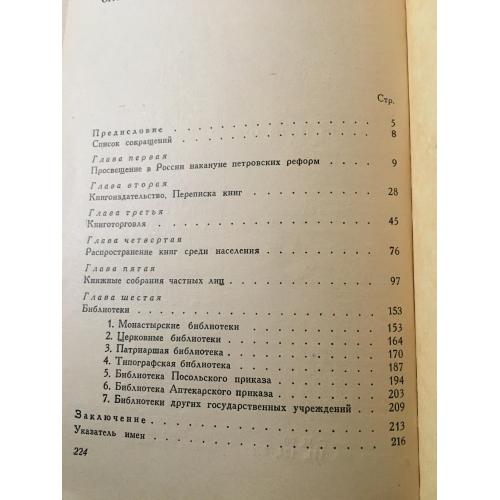 Стр.
Предисловие . . . . . . . . . . . . . . 5
Список сокращений . . . . . . . . . . . . 8
Глава первая
Просвещение в России накануне петровских реформ . . . . 9
Глава вторая
Книгоиздательство, Переписка книг . . . . . . . . 28
Глава третья
Книготорговля . . . . . . . . . . . . . . 45
Глава четвертая
Распространение книг среди населения . . . . . . . . 76
Глава пятая
Книжные собрания частных лиц . . . . . . . . . 97
Глава шестая
Библиотеки . . . . . . . . . . . . . . . 153
1. Монастырские библиотеки . . . . . . . . . 153
2. Церковные библиотеки . . . . . . . . . . 164
3. Патриаршая библиотека . . . . . . . . . . 170
4. Типографская библиотека . . . . . . . . . 187
5. Библиотека Посольского приказа . . . . . . . 194
6. Библиотека Аптекарского приказа . . . . . . . 203
7. Библиотеки других государственных учреждений . . . 209
Заключение . . . . . . . . . . . . . . . 213
Указатель имен . . . . . . . . . . . . . . 216
224